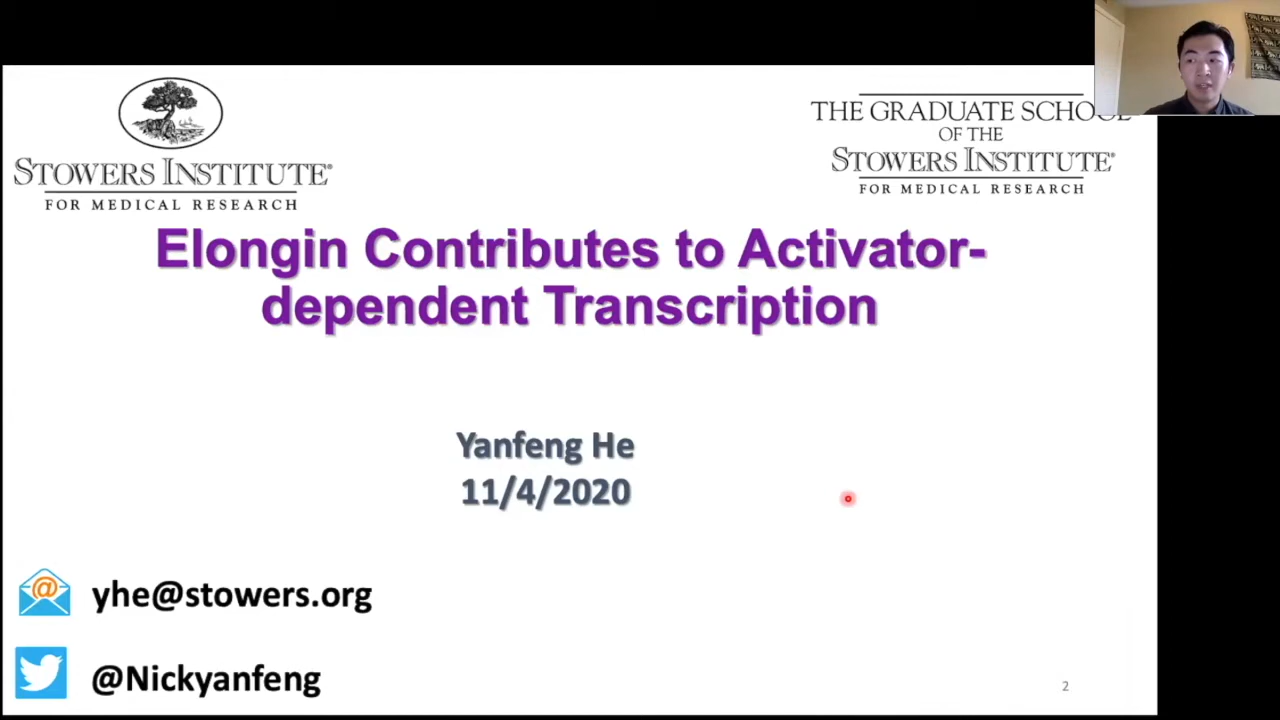 STOWERS INSTITUTE®
FOR MEDICAL RESEARCH
THE GRADUATE SCHOOL
OF THE
STOWERS INSTITUTE®
FOR MEDICAL RESEARCH
Elongin Contributes to Activator-
dependent Transcription
Yanfeng He
11/4/2020
@
yhe@stowers.org
@Nickyanfeng
2